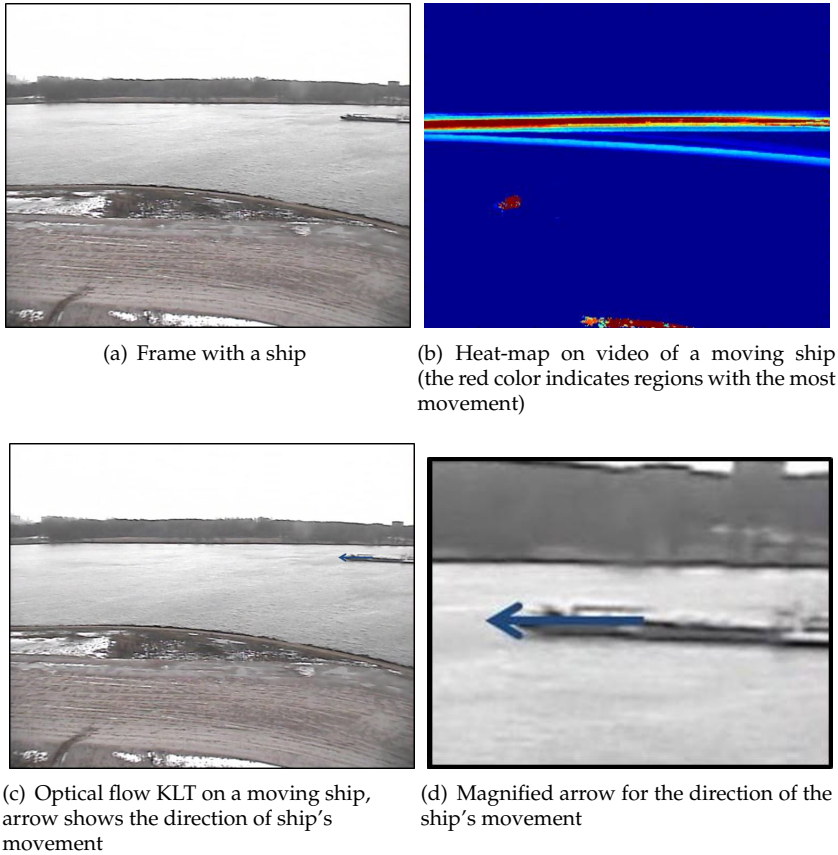 (a) Frame with a ship
(b) Heat-map on video of a moving ship
(the red color indicates regions with the most
movement)
(c) Optical flow KLT on a moving ship,
arrow shows the direction of ship's
movement
(d) Magnified arrow for the direction of the
ship's movement